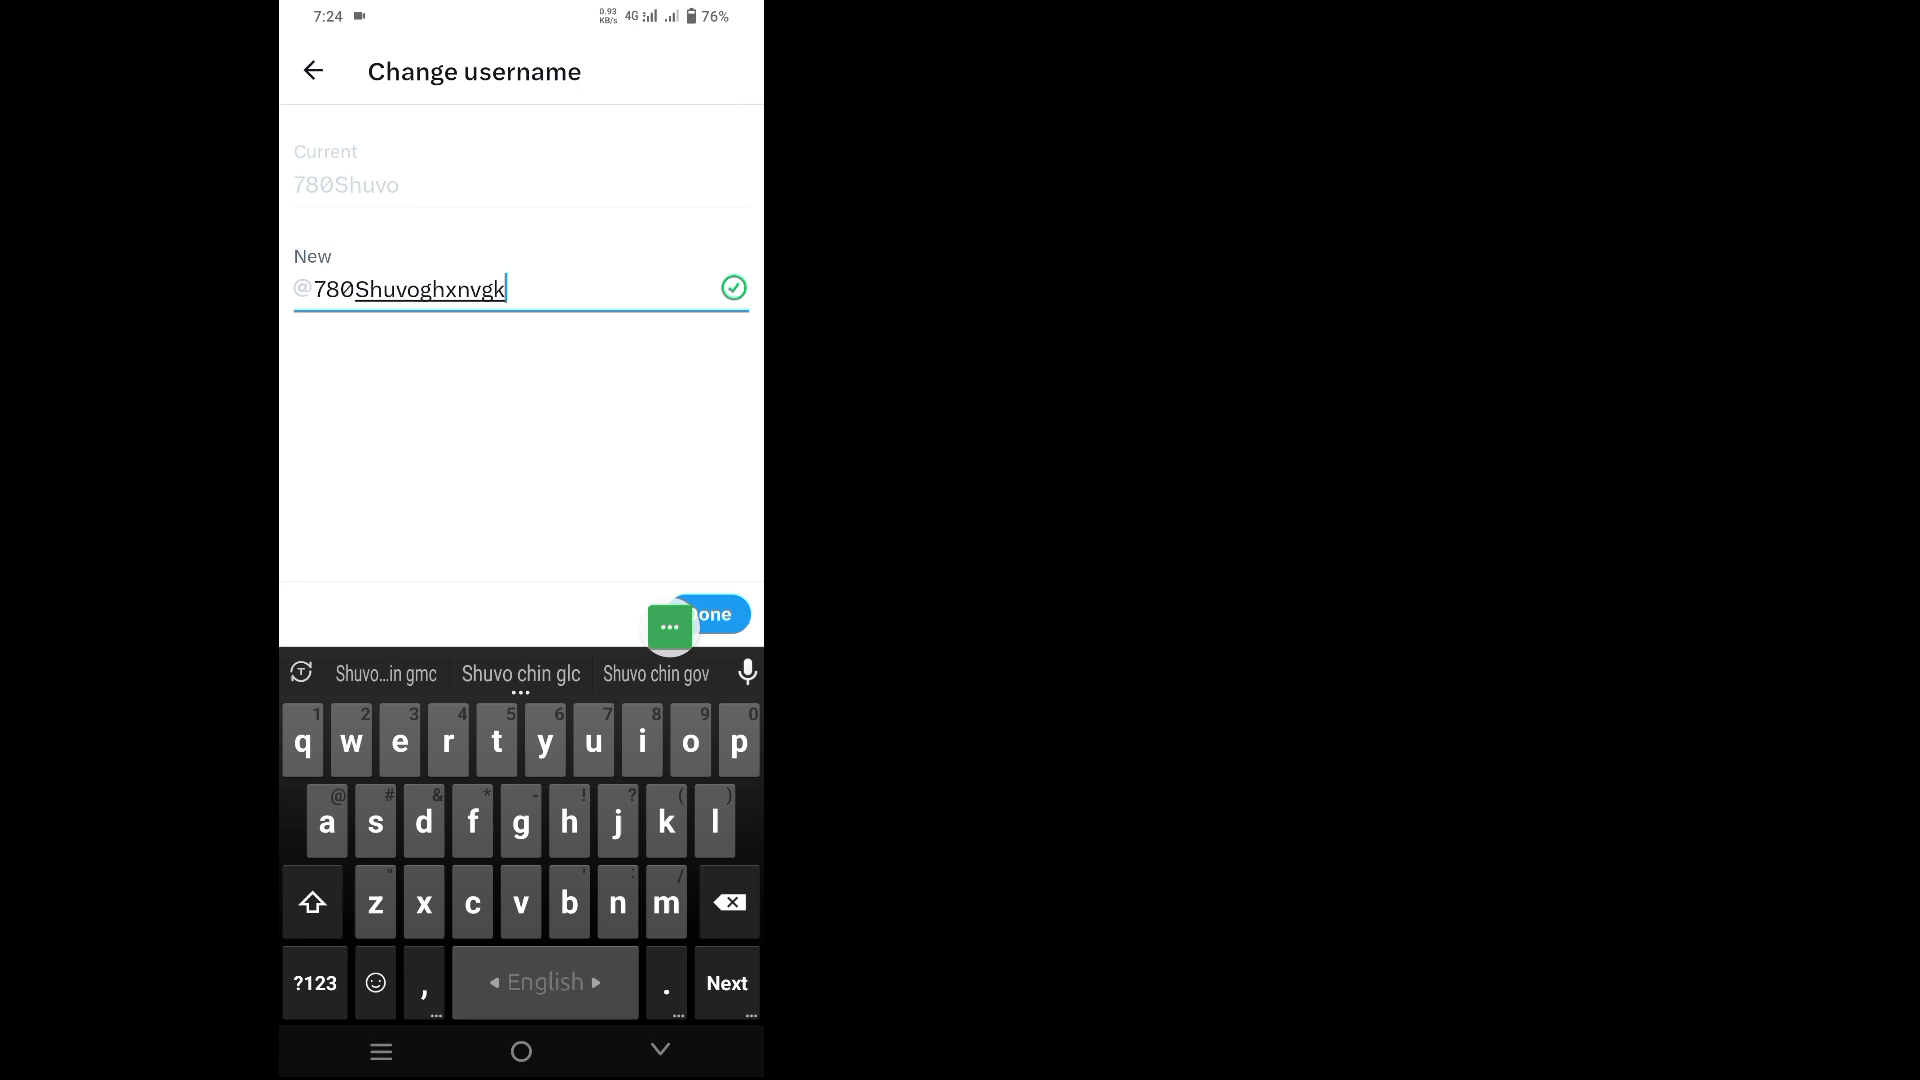 7:24 0.93 KB/s 4G 76%
Change username
Current
780Shuvo
New
@780Shuvoghxnvgk
one
Shuvo...in gmc Shuvo chin glc Shuvo chin gov
1 2 3 4 5 6 7 8 9 0
q w e r t y u i o p
@ # & * - ! ? ( )
a s d f g h j k l
" ' : /
z x c v b n m
?123 , English . Next